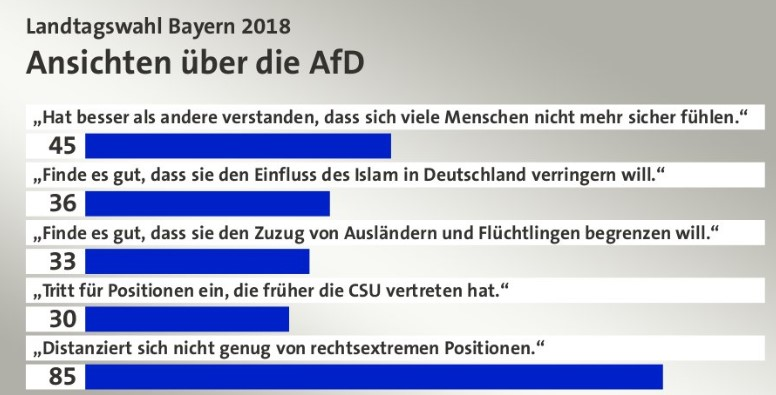 Landtagswahl Bayern 2018
Ansichten über die AfD
„Hat besser als andere verstanden, dass sich viele Menschen nicht mehr sicher fühlen.“
45
„Finde es gut, dass sie den Einfluss des Islam in Deutschland verringern will.“
36
„Finde es gut, dass sie den Zuzug von Ausländern und Flüchtlingen begrenzen will.“
33
„Tritt für Positionen ein, die früher die CSU vertreten hat.“
30
„Distanziert sich nicht genug von rechtsextremen Positionen.“
85